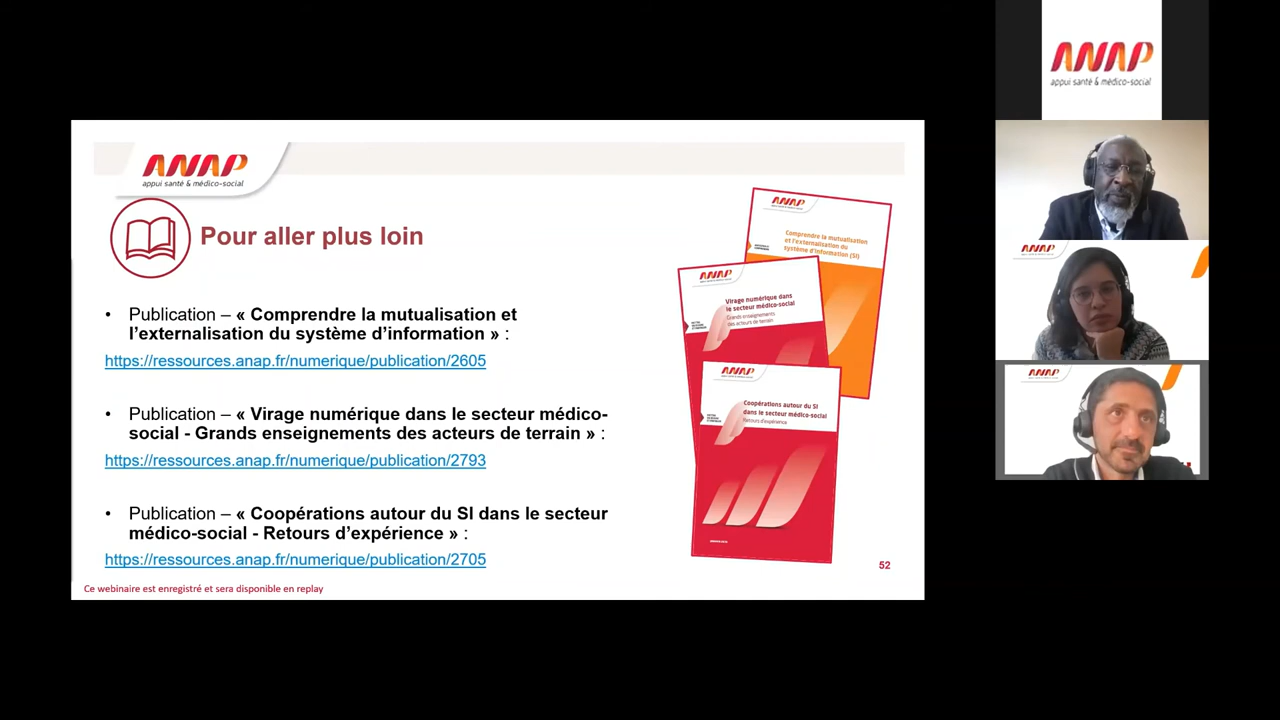 ANAP
appui santé & médico-social
Pour aller plus loin
• Publication – « Comprendre la mutualisation et
l’externalisation du système d’information » :
https://ressources.anap.fr/numerique/publication/2605
• Publication – « Virage numérique dans le secteur médico-
social - Grands enseignements des acteurs de terrain » :
https://ressources.anap.fr/numerique/publication/2793
• Publication – « Coopérations autour du SI dans le secteur
médico-social - Retours d’expérience » :
https://ressources.anap.fr/numerique/publication/2705
ANAP
Comprendre la mutualisation
et l'externalisation du
système d'information (SI)
ANAP
Virage numérique dans
le secteur médico-social
Grands enseignements
des acteurs de terrain
ANAP
Coopérations autour du SI
dans le secteur médico-social
Retours d'expérience
52
Ce webinaire est enregistré et sera disponible en replay
ANAP
appui santé & médico-social
ANAP
ANAP